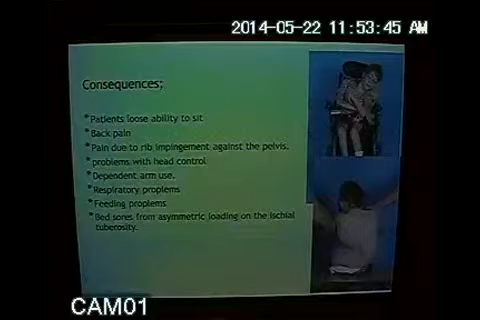 2014-05-22 11:53:45 AM
Consequences:
*Patients loose ability to sit
*Back pain
*Pain due to rib impingement against the pelvis.
*problems with head control
*Dependent arm use.
*Respiratory proplems
*Feeding proplems
*Bed sores from asymmetric loading on the ischial
tuberosity.
CAM01